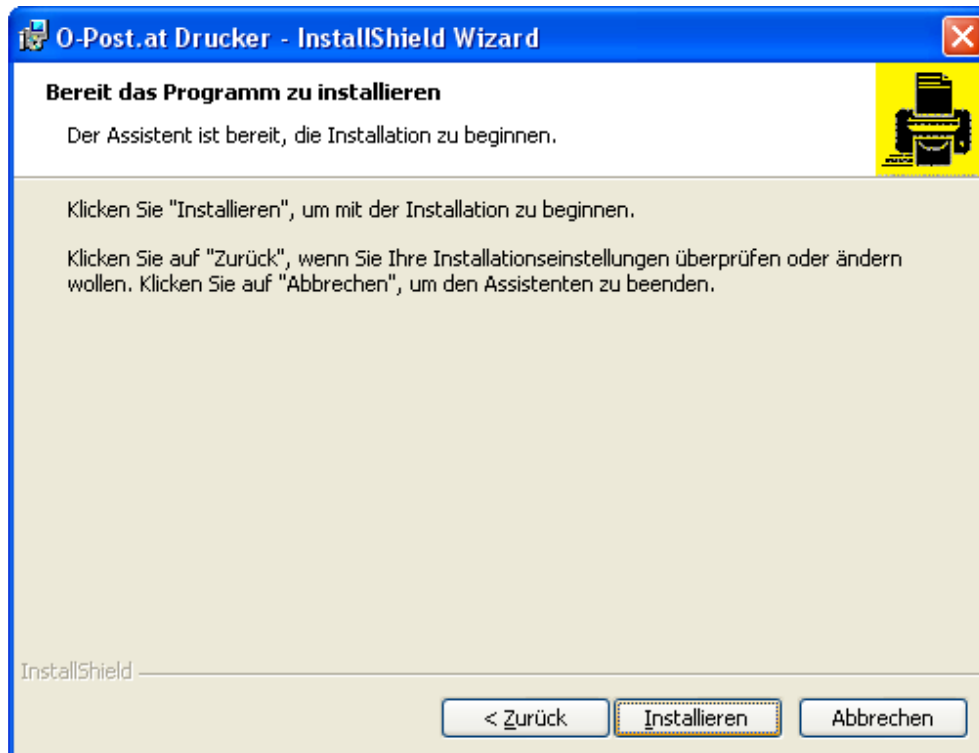 O-Post.at Drucker - InstallShield Wizard
Bereit das Programm zu installieren
Der Assistent ist bereit, die Installation zu beginnen.
Klicken Sie "Installieren", um mit der Installation zu beginnen.
Klicken Sie auf "Zurück", wenn Sie Ihre Installationseinstellungen überprüfen oder ändern
wollen. Klicken Sie auf "Abbrechen", um den Assistenten zu beenden.
InstallShield
< Zurück
Installieren
Abbrechen